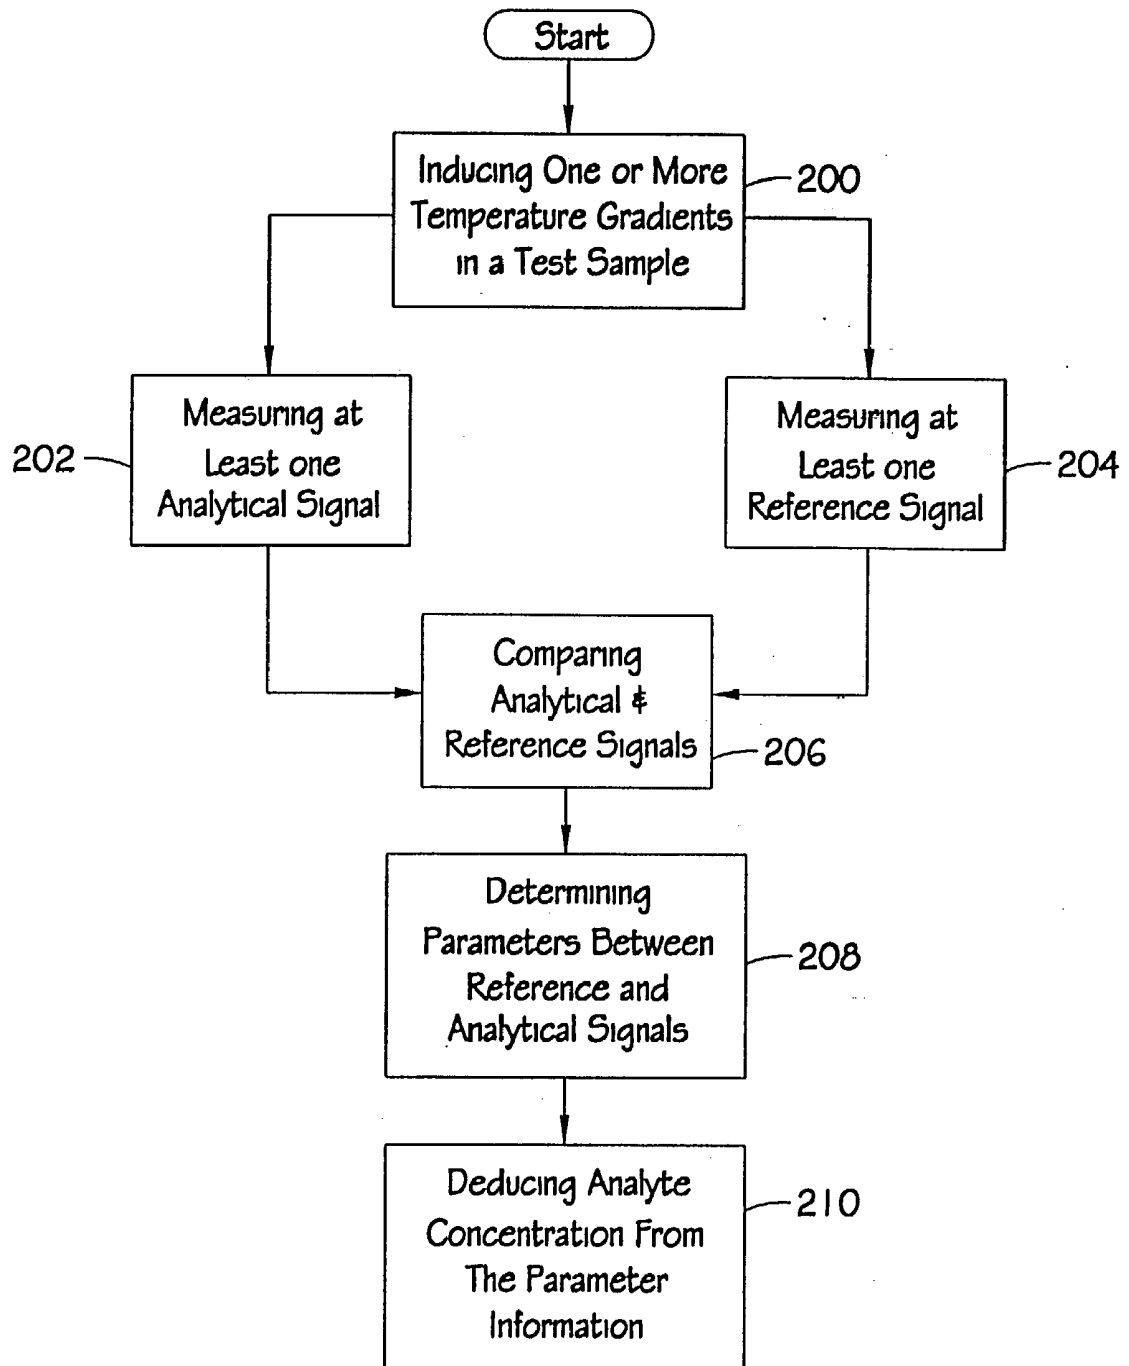 Start
Inducing One or More
Temperature Gradients
in a Test Sample
200
Measuring at
Least one
Analytical Signal
202
Measuring at
Least one
Reference Signal
204
Comparing
Analytical &
Reference Signals
206
Determining
Parameters Between
Reference and
Analytical Signals
208
Deducing Analyte
Concentration From
The Parameter
Information
210